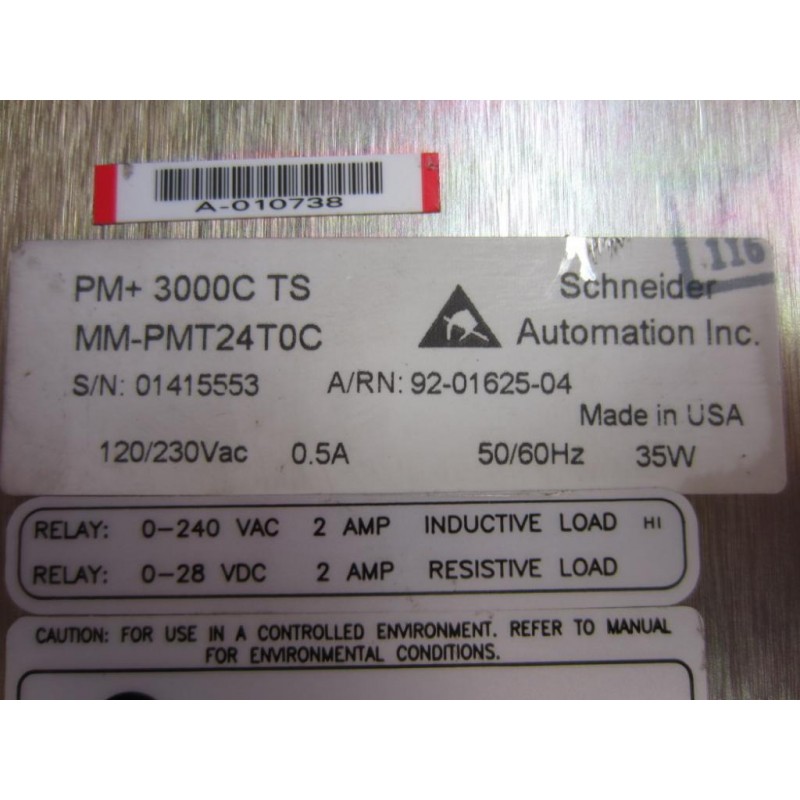 A-010738
116
PM+ 3000C TS
Schneider
MM-PMT24T0C
Automation Inc.
S/N: 01415553 A/RN: 92-01625-04
Made in USA
120/230Vac 0.5A 50/60Hz 35W
RELAY: 0-240 VAC 2 AMP INDUCTIVE LOAD HI
RELAY: 0-28 VDC 2 AMP RESISTIVE LOAD
CAUTION: FOR USE IN A CONTROLLED ENVIRONMENT. REFER TO MANUAL
FOR ENVIRONMENTAL CONDITIONS.